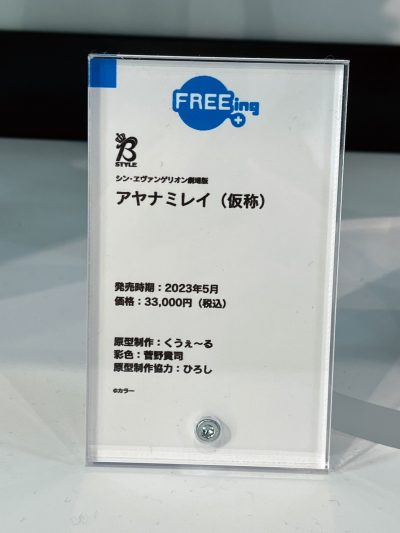 FREEing
B
STYLE
シン・ヱヴァンゲリオン劇場版
アヤナミレイ（仮称）
発売時期：2023年5月
価格：33,000円（税込）
原型制作：くうぇ〜る
彩色：菅野貴司
原型制作協力：ひろし
©カラー